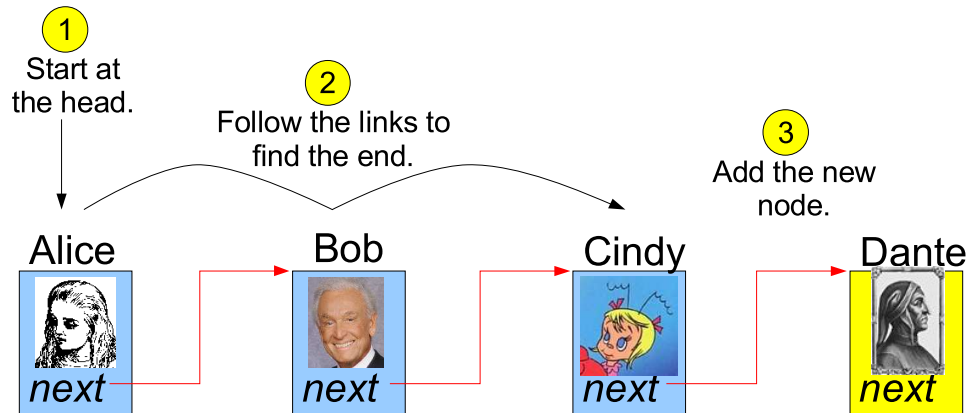 1
Start at
the head.
2
Follow the links to
find the end.
3
Add the new
node.
Alice
Bob
Cindy
Dante
next
next
next
next